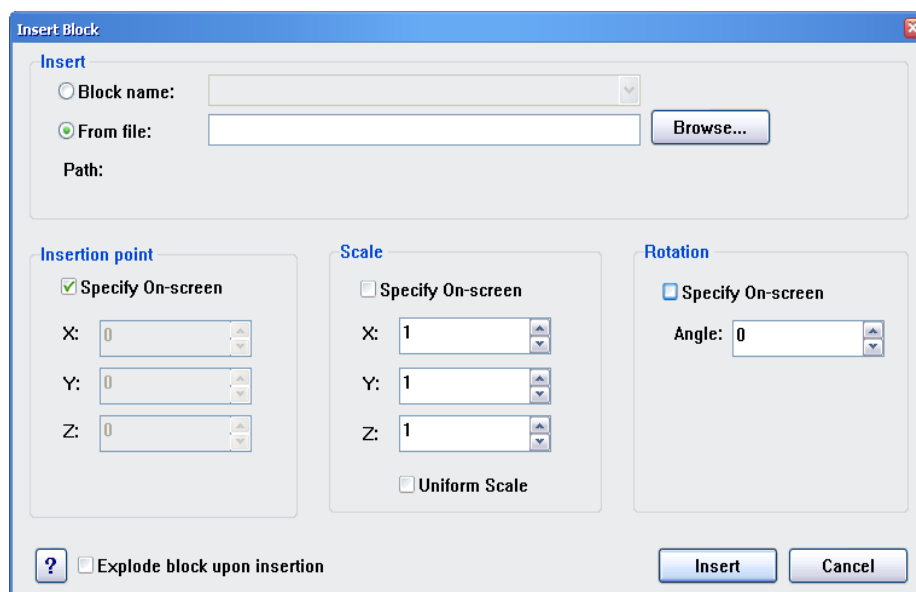 Insert Block
Insert
Block name:
From file:
Browse...
Path:
Insertion point
Specify On-screen
X: 0
Y: 0
Z: 0
Scale
Specify On-screen
X: 1
Y: 1
Z: 1
Uniform Scale
Rotation
Specify On-screen
Angle: 0
? Explode block upon insertion
Insert
Cancel